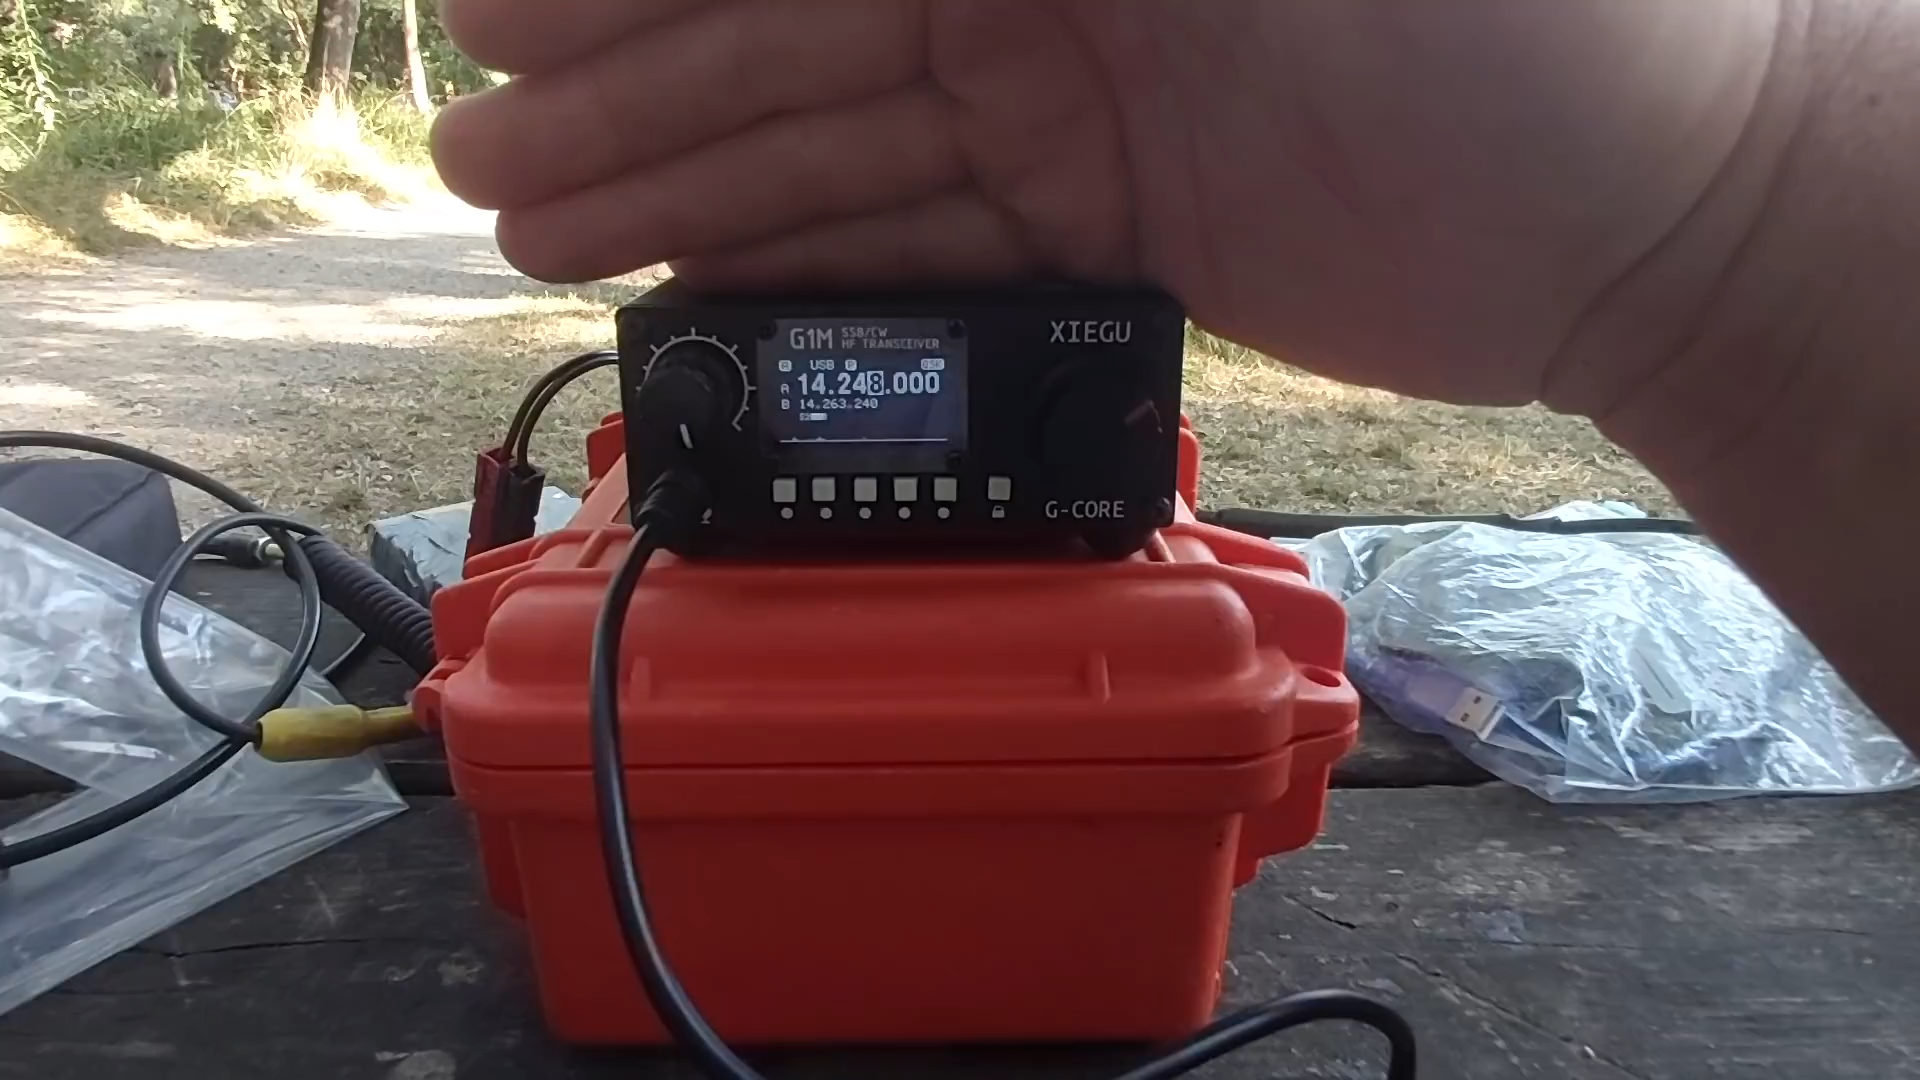 G1M SSB/CW
HF TRANSCEIVER
XIEGU
USB P
A 14.248.000
B 14.263.240
G-CORE